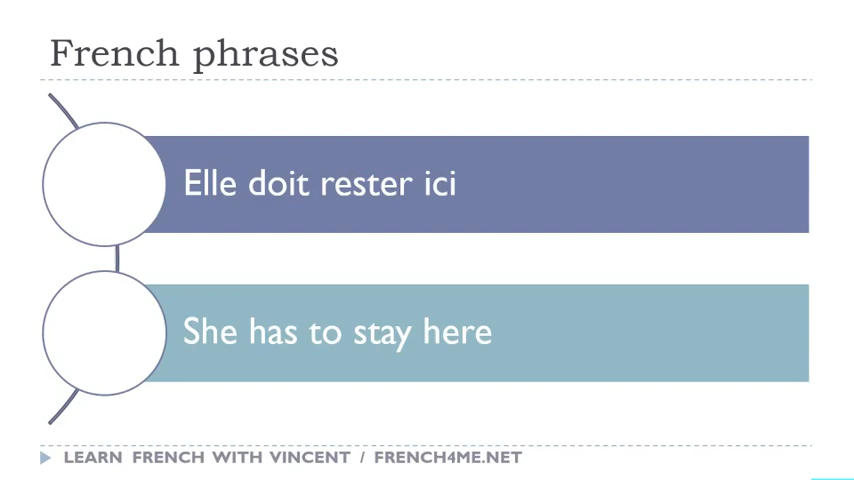 French phrases
Elle doit rester ici
She has to stay here
LEARN FRENCH WITH VINCENT / FRENCH4ME.NET